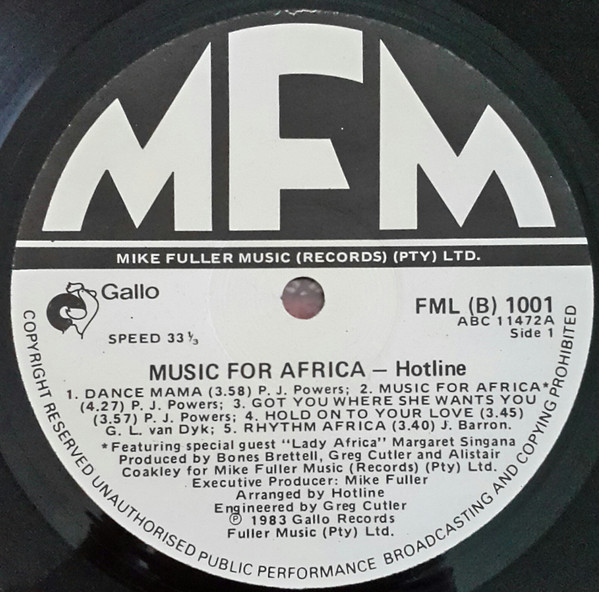 MFM
MIKE FULLER MUSIC (RECORDS) (PTY) LTD.
Gallo
FML (B) 1001
ABC 11472A
Side 1
SPEED 33⅓
MUSIC FOR AFRICA – Hotline
1. DANCE MAMA (3.58) P. J. Powers; 2. MUSIC FOR AFRICA*
(4.27) P. J. Powers; 3. GOT YOU WHERE SHE WANTS YOU
(3.57) P. J. Powers; 4. HOLD ON TO YOUR LOVE (3.45)
G. L. van Dyk; 5. RHYTHM AFRICA (3.40) J. Barron.
*Featuring special guest "Lady Africa" Margaret Singana
Produced by Bones Brettell, Greg Cutler and Alistair
Coakley for Mike Fuller Music (Records) (Pty) Ltd.
Executive Producer: Mike Fuller
Arranged by Hotline
Engineered by Greg Cutler
℗ 1983 Gallo Records
Fuller Music (Pty) Ltd.
COPYRIGHT RESERVED UNAUTHORISED PUBLIC PERFORMANCE BROADCASTING AND COPYING PROHIBITED